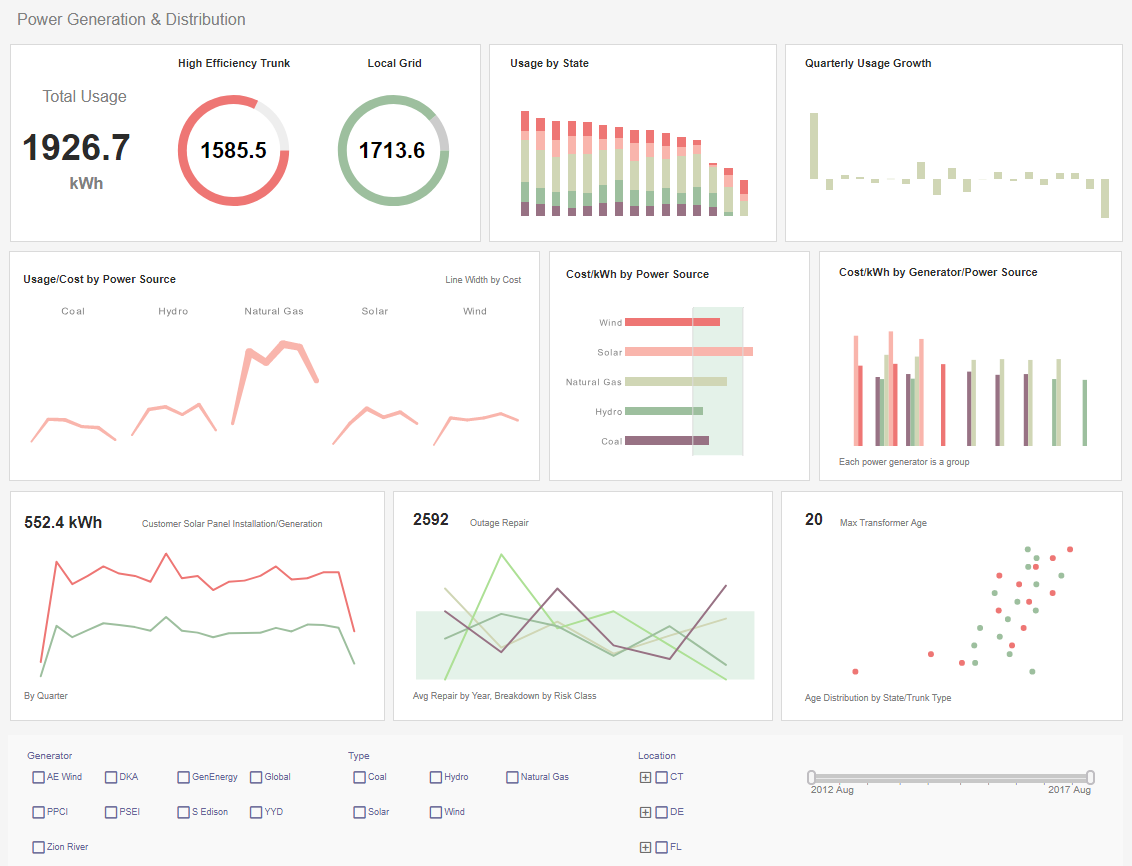 Power Generation & Distribution
Total Usage
1926.7
kWh
High Efficiency Trunk
1585.5
Local Grid
1713.6
Usage by State
Quarterly Usage Growth
Usage/Cost by Power Source
Line Width by Cost
Coal Hydro Natural Gas Solar Wind
Cost/kWh by Power Source
Wind
Solar
Natural Gas
Hydro
Coal
Cost/kWh by Generator/Power Source
Each power generator is a group
552.4 kWh
Customer Solar Panel Installation/Generation
By Quarter
2592
Outage Repair
Avg Repair by Year, Breakdown by Risk Class
20
Max Transformer Age
Age Distribution by State/Trunk Type
Generator
AE Wind DKA GenEnergy Global
PPCI PSEI S Edison YYD
Zion River
Type
Coal Hydro Natural Gas
Solar Wind
Location
CT
DE
FL
2012 Aug 2017 Aug